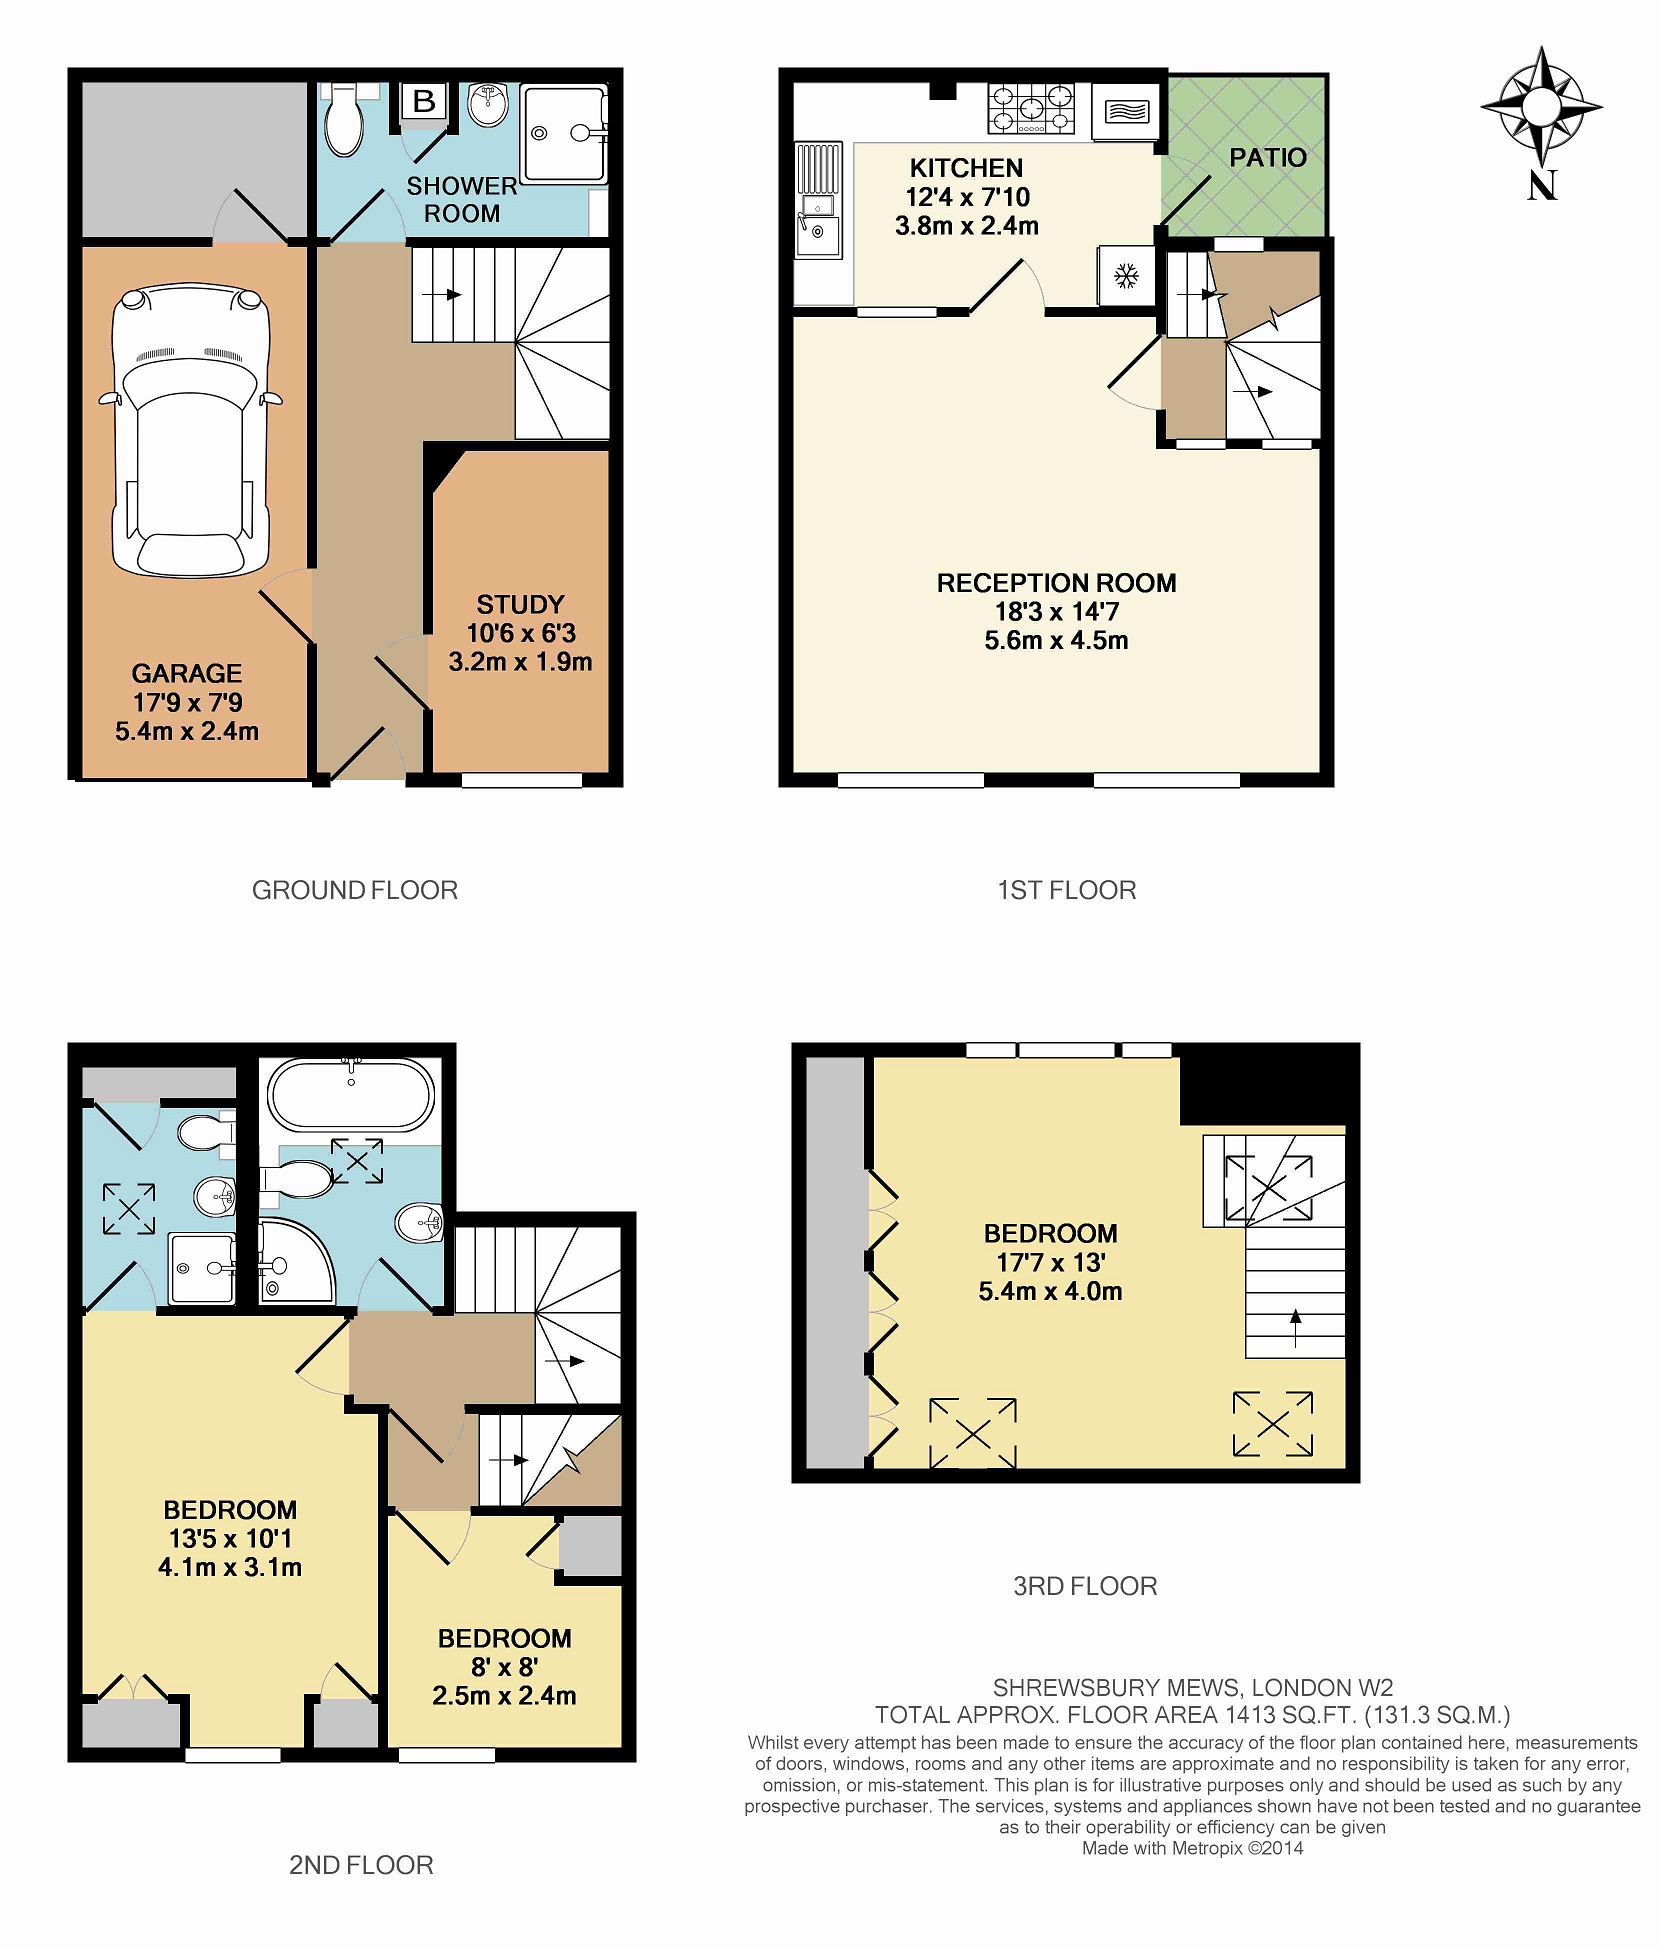 B
SHOWER
ROOM
GARAGE
17'9 x 7'9
5.4m x 2.4m
STUDY
10'6 x 6'3
3.2m x 1.9m
GROUND FLOOR
KITCHEN
12'4 x 7'10
3.8m x 2.4m
PATIO
RECEPTION ROOM
18'3 x 14'7
5.6m x 4.5m
1ST FLOOR
N
BEDROOM
13'5 x 10'1
4.1m x 3.1m
BEDROOM
8' x 8'
2.5m x 2.4m
2ND FLOOR
BEDROOM
17'7 x 13'
5.4m x 4.0m
3RD FLOOR
SHREWSBURY MEWS, LONDON W2
TOTAL APPROX. FLOOR AREA 1413 SQ.FT. (131.3 SQ.M.)
Whilst every attempt has been made to ensure the accuracy of the floor plan contained here, measurements
of doors, windows, rooms and any other items are approximate and no responsibility is taken for any error,
omission, or mis-statement. This plan is for illustrative purposes only and should be used as such by any
prospective purchaser. The services, systems and appliances shown have not been tested and no guarantee
as to their operability or efficiency can be given
Made with Metropix ©2014